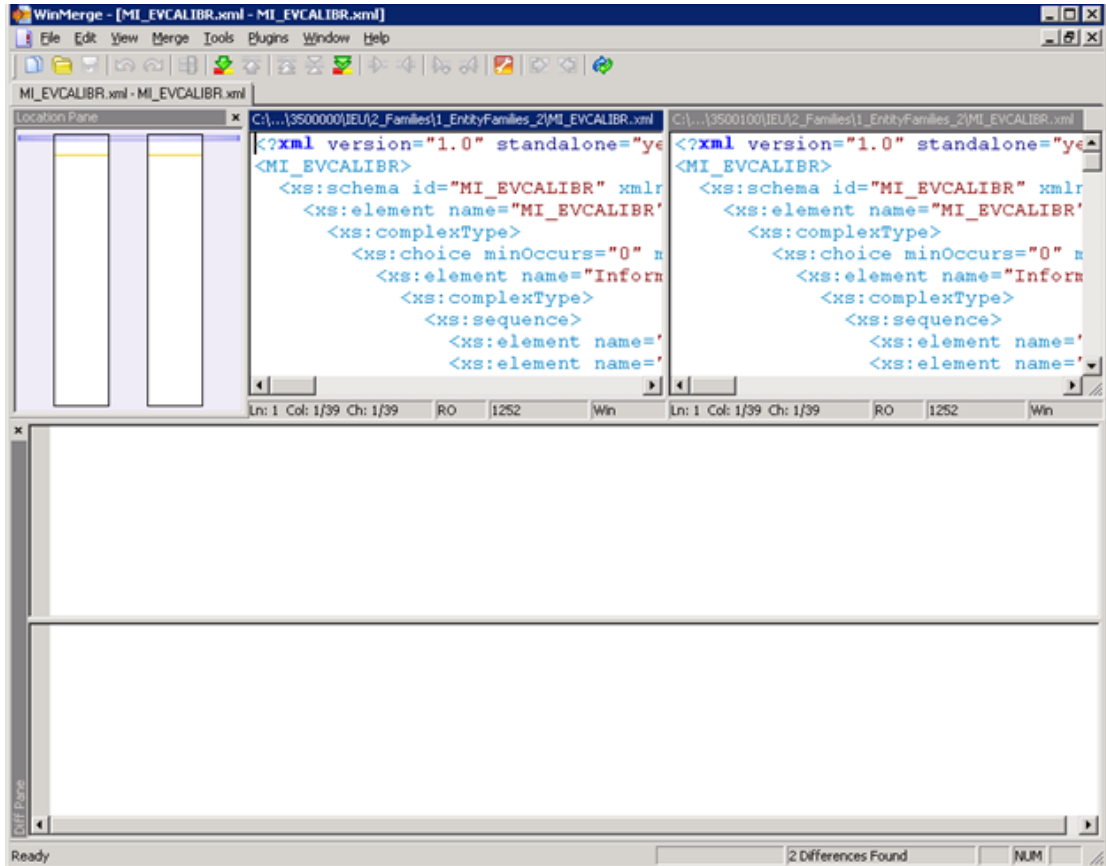 WinMerge - [MI_EVCALIBR.xml - MI_EVCALIBR.xml]
File Edit View Merge Tools Plugins Window Help
MI_EVCALIBR.xml - MI_EVCALIBR.xml
Location Pane
C:\...\3500000\IEU\2_Families\1_EntityFamilies_2\MI_EVCALIBR.xml
<?xml version="1.0" standalone="ye
<MI_EVCALIBR>
<xs:schema id="MI_EVCALIBR" xmlr
<xs:element name="MI_EVCALIBR"
<xs:complexType>
<xs:choice minOccurs="0" m
<xs:element name="Inform
<xs:complexType>
<xs:sequence>
<xs:element name="
<xs:element name="
Ln: 1 Col: 1/39 Ch: 1/39 RO 1252 Win
C:\...\3500100\IEU\2_Families\1_EntityFamilies_2\MI_EVCALIBR.xml
<?xml version="1.0" standalone="ye
<MI_EVCALIBR>
<xs:schema id="MI_EVCALIBR" xmlr
<xs:element name="MI_EVCALIBR"
<xs:complexType>
<xs:choice minOccurs="0" m
<xs:element name="Inform
<xs:complexType>
<xs:sequence>
<xs:element name="
<xs:element name="
Ln: 1 Col: 1/39 Ch: 1/39 RO 1252 Win
Diff Pane
Ready 2 Differences Found NUM